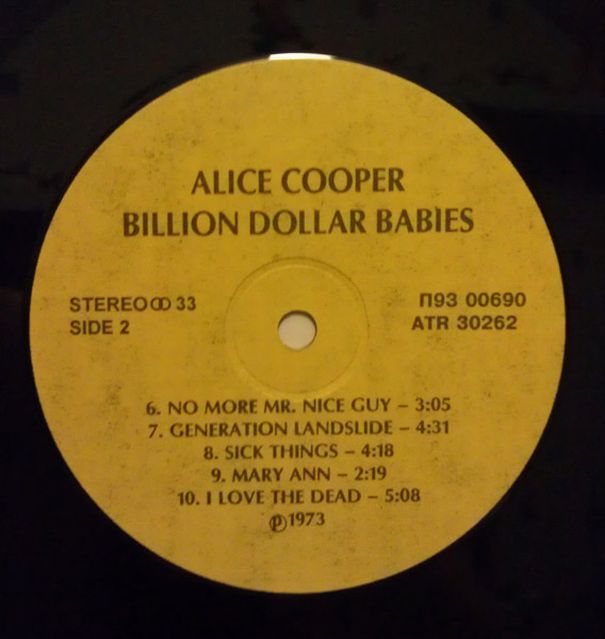 ALICE COOPER
BILLION DOLLAR BABIES
STEREO ꝏ 33
SIDE 2
П93 00690
ATR 30262
6. NO MORE MR. NICE GUY – 3:05
7. GENERATION LANDSLIDE – 4:31
8. SICK THINGS – 4:18
9. MARY ANN – 2:19
10. I LOVE THE DEAD – 5:08
℗1973